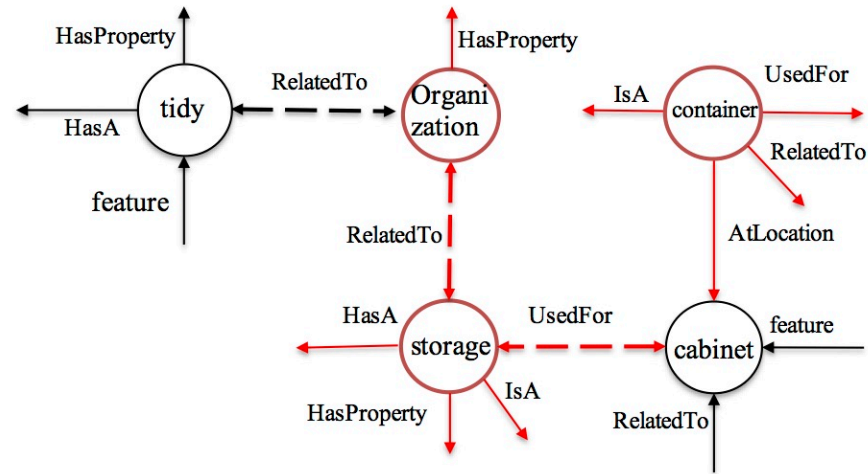 HasProperty
RelatedTo
HasProperty
UsedFor
IsA
tidy
Organi
zation
container
HasA
RelatedTo
feature
RelatedTo
AtLocation
HasA
UsedFor
feature
storage
cabinet
IsA
HasProperty
RelatedTo